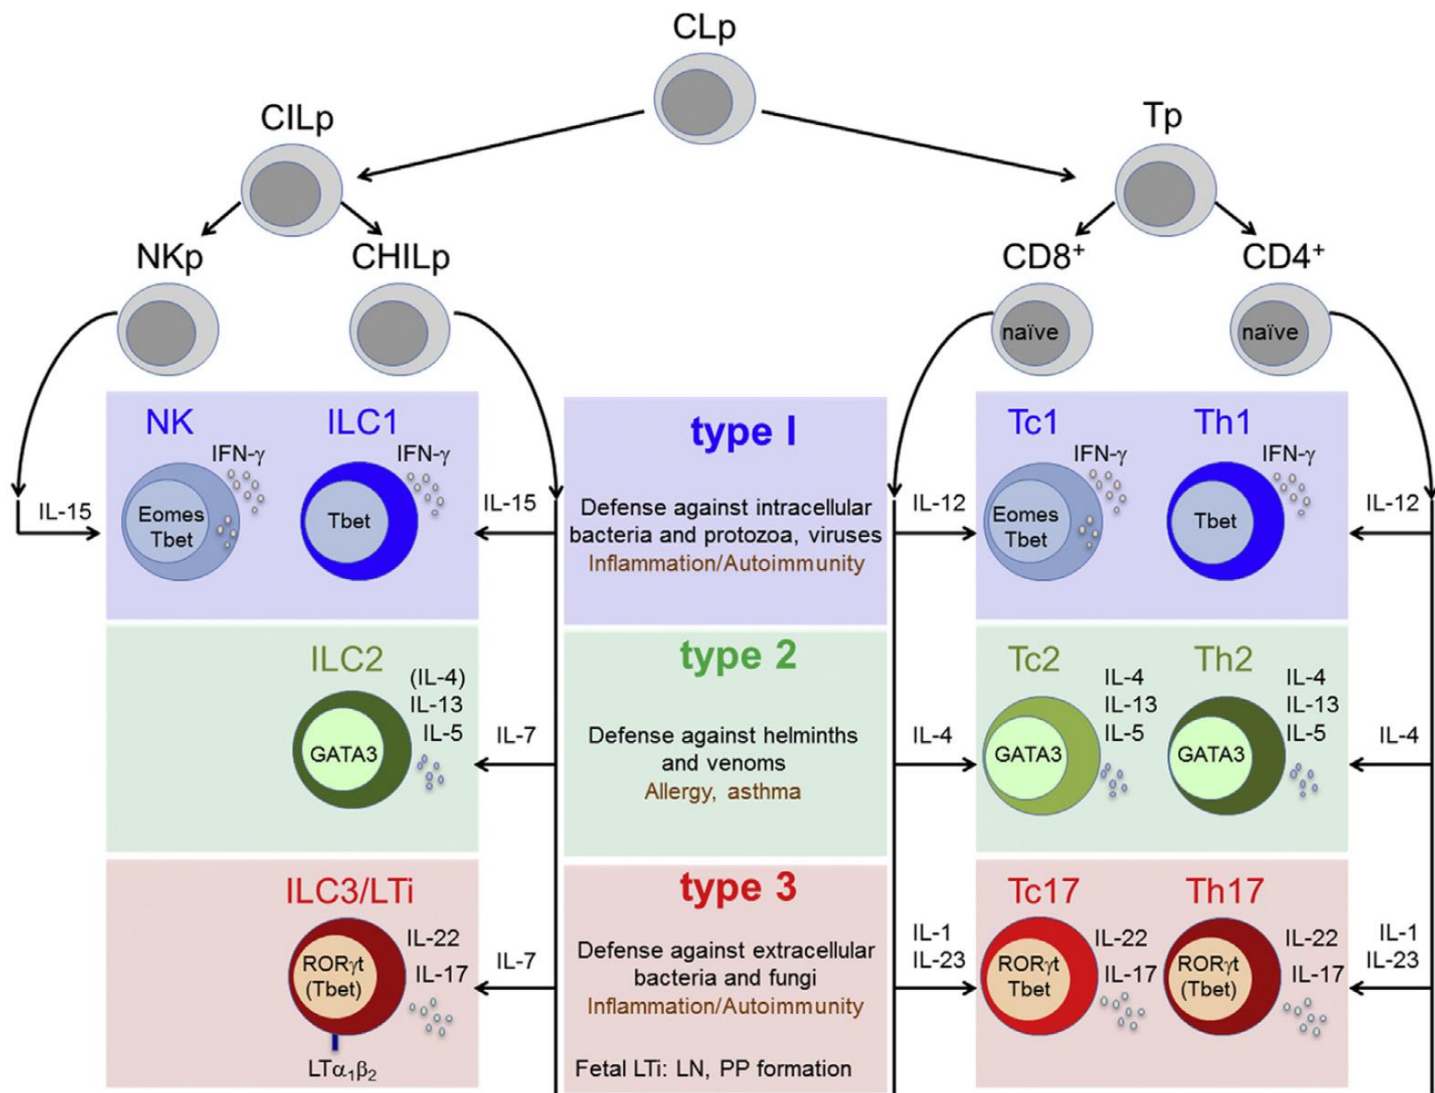 CLp
CILp
Tp
NKp
CHILp
CD8⁺
CD4⁺
naïve
naïve
NK
ILC1
IFN-γ
IFN-γ
Eomes
Tbet
Tbet
IL-15
IL-15
type I
Defense against intracellular
bacteria and protozoa, viruses
Inflammation/Autoimmunity
IL-12
Tc1
Th1
IFN-γ
IFN-γ
Eomes
Tbet
Tbet
IL-12
ILC2
(IL-4)
IL-13
IL-5
GATA3
IL-7
type 2
Defense against helminths
and venoms
Allergy, asthma
IL-4
Tc2
Th2
IL-4
IL-13
IL-5
GATA3
IL-4
IL-13
IL-5
GATA3
IL-4
ILC3/LTi
IL-22
IL-17
RORγt
(Tbet)
LTα₁β₂
IL-7
type 3
Defense against extracellular
bacteria and fungi
Inflammation/Autoimmunity
Fetal LTi: LN, PP formation
IL-1
IL-23
Tc17
Th17
IL-22
IL-17
RORγt
Tbet
IL-22
IL-17
RORγt
(Tbet)
IL-1
IL-23